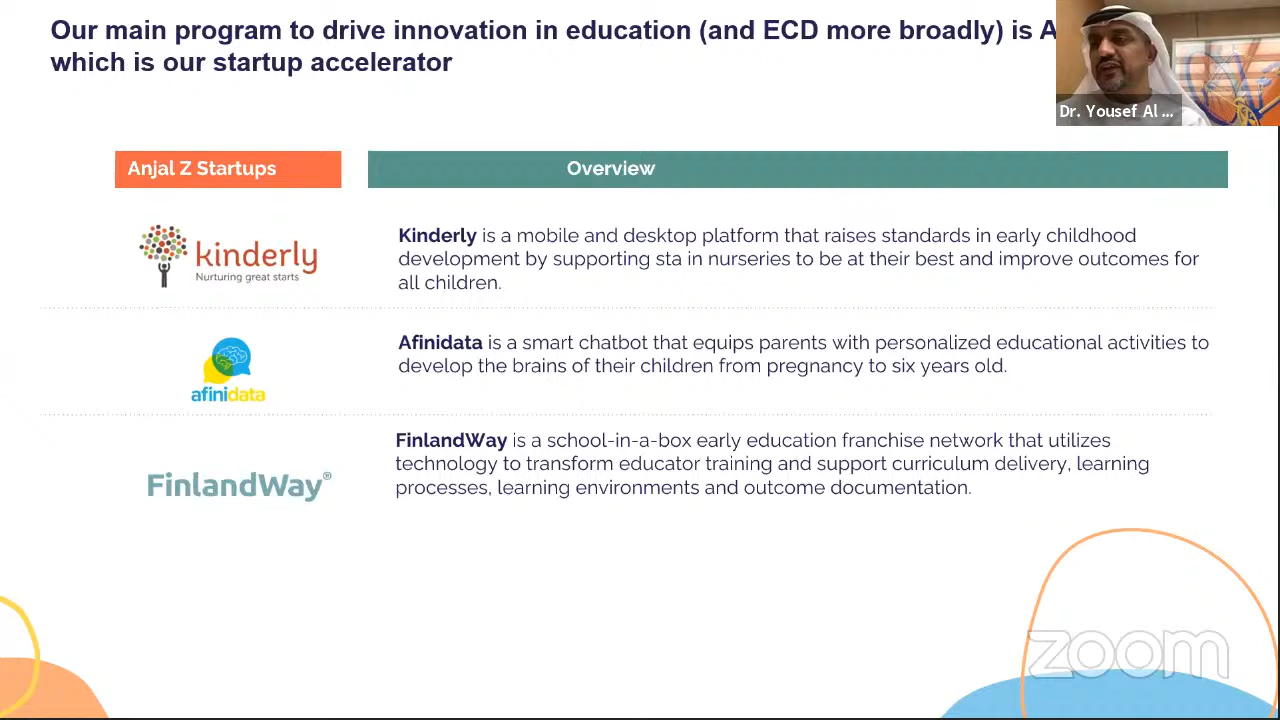 Our main program to drive innovation in education (and ECD more broadly) is A
which is our startup accelerator
Dr. Yousef Al ...
Anjal Z Startups
Overview
kinderly
Nurturing great starts
Kinderly is a mobile and desktop platform that raises standards in early childhood
development by supporting sta in nurseries to be at their best and improve outcomes for
all children.
afinidata
Afinidata is a smart chatbot that equips parents with personalized educational activities to
develop the brains of their children from pregnancy to six years old.
FinlandWay®
FinlandWay is a school-in-a-box early education franchise network that utilizes
technology to transform educator training and support curriculum delivery, learning
processes, learning environments and outcome documentation.
zoom